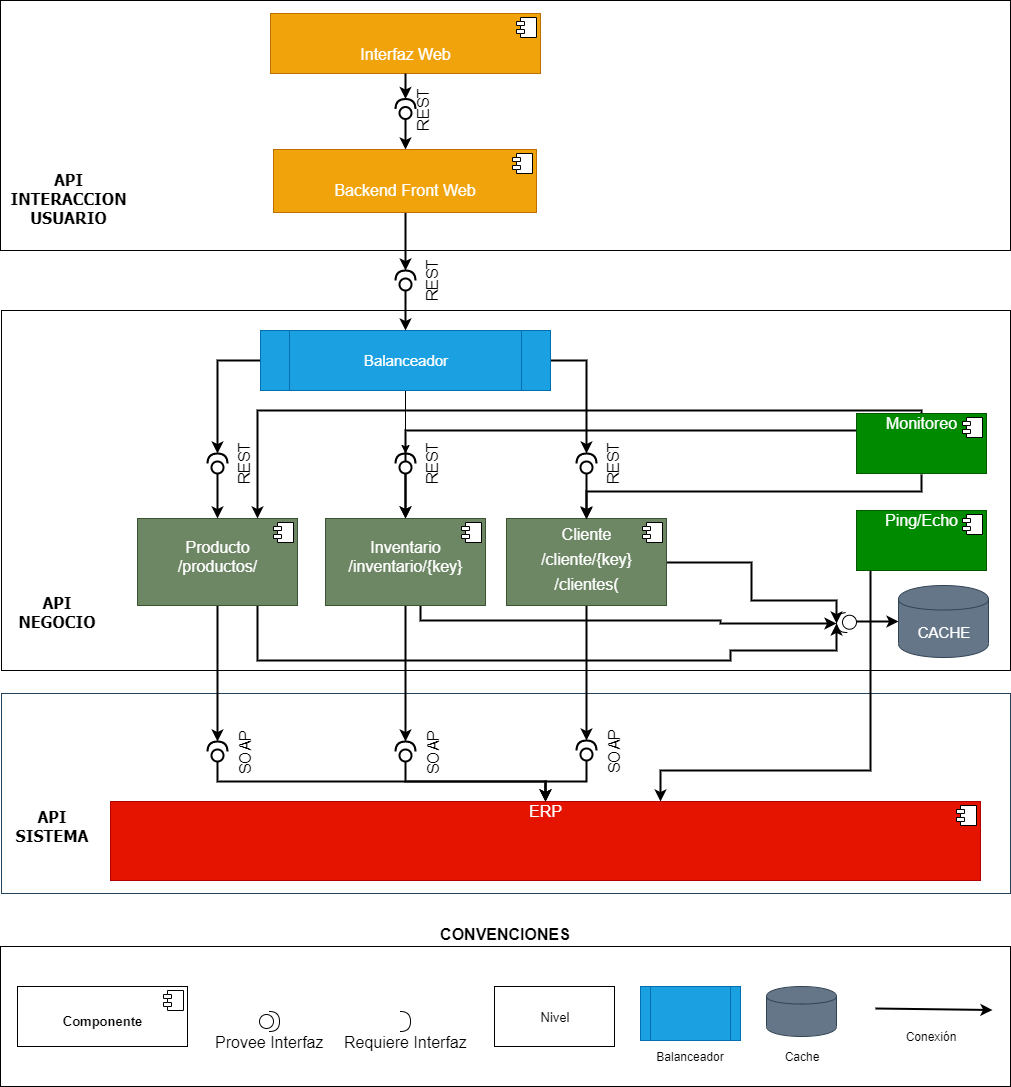 Interfaz Web
REST
Backend Front Web
API
INTERACCION
USUARIO
REST
Balanceador
Monitoreo
REST
REST
REST
Ping/Echo
Producto
/productos/
Inventario
/inventario/{key}
Cliente
/cliente/{key}
/clientes(
API
NEGOCIO
CACHE
SOAP
SOAP
SOAP
API
SISTEMA
ERP
CONVENCIONES
Componente
Provee Interfaz
Requiere Interfaz
Nivel
Balanceador
Cache
Conexión